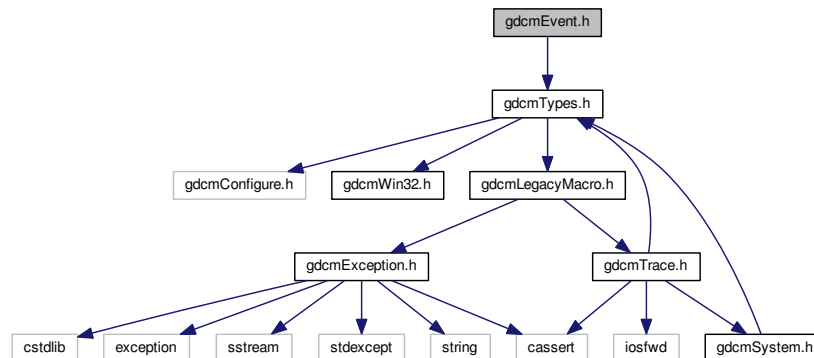 gdcmEvent.h
gdcmTypes.h
gdcmConfigure.h
gdcmWin32.h
gdcmLegacyMacro.h
gdcmException.h
gdcmTrace.h
cstdlib
exception
sstream
stdexcept
string
cassert
iosfwd
gdcmSystem.h